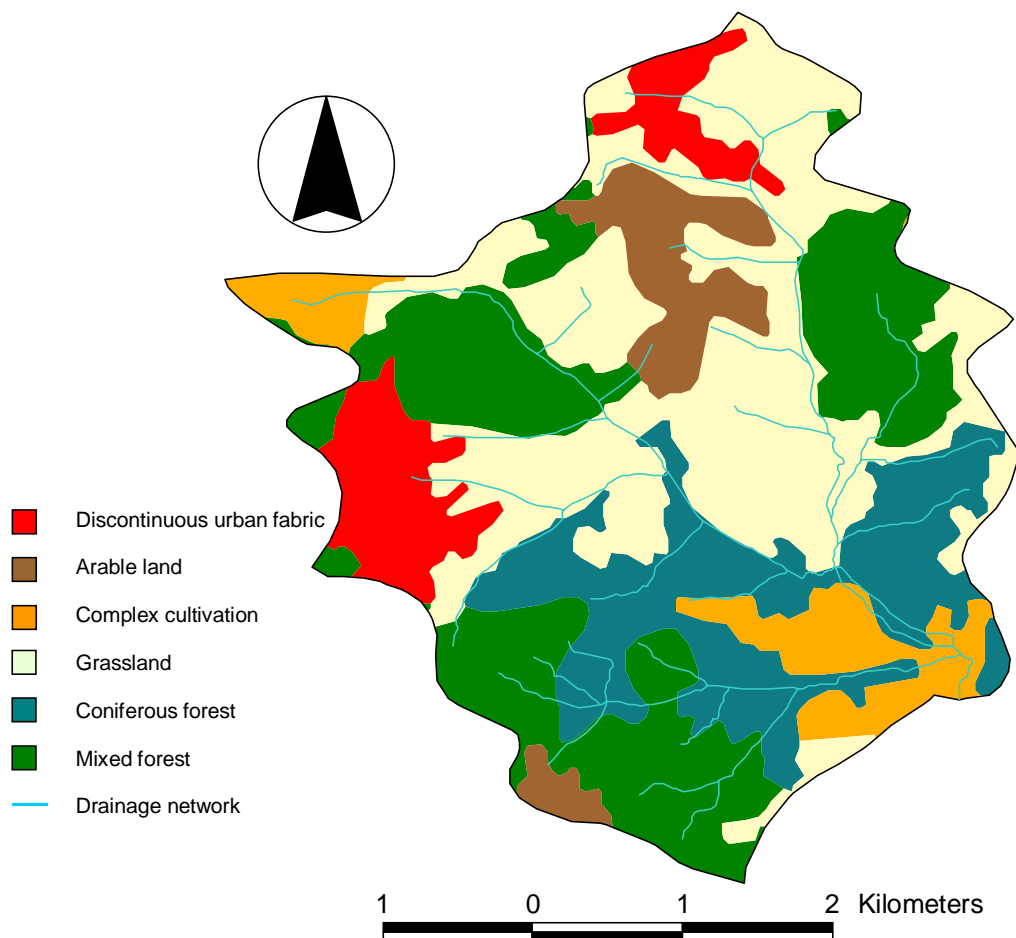 Discontinuous urban fabric
Arable land
Complex cultivation
Grassland
Coniferous forest
Mixed forest
Drainage network
1 0 1 2 Kilometers